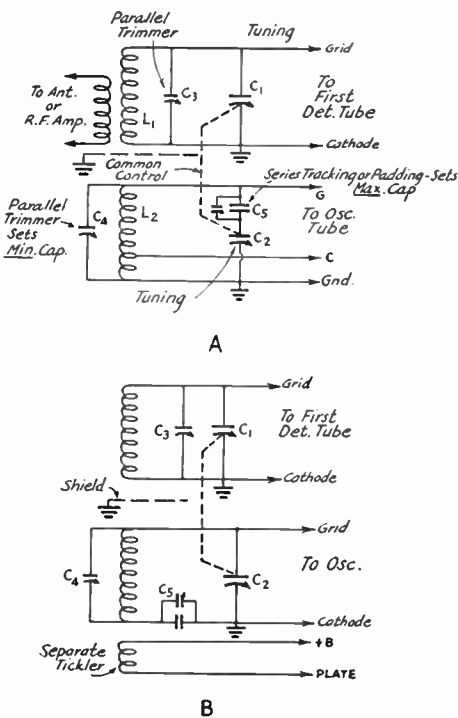 Parallel
Trimmer
Tuning
Grid
To Ant.
or
R.F. Amp.
L1
C3
C1
To
First
Det. Tube
Cathode
Common
Control
Series Tracking or Padding-Sets
Max. Cap
Parallel
Trimmer
Sets
Min. Cap.
C4
L2
C5
G
To Osc.
Tube
C2
C
Tuning
Gnd.
A
Grid
C3
C1
To First
Det. Tube
Cathode
Shield
Grid
C4
C5
C2
To Osc.
Cathode
Separate
Tickler
+B
PLATE
B